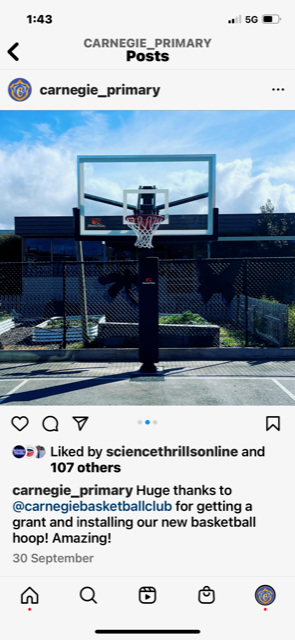 1:43
5G
CARNEGIE_PRIMARY
Posts
carnegie_primary
Liked by sciencethrillsonline and
107 others
carnegie_primary Huge thanks to
@carnegiebasketballclub for getting a
grant and installing our new basketball
hoop! Amazing!
30 September